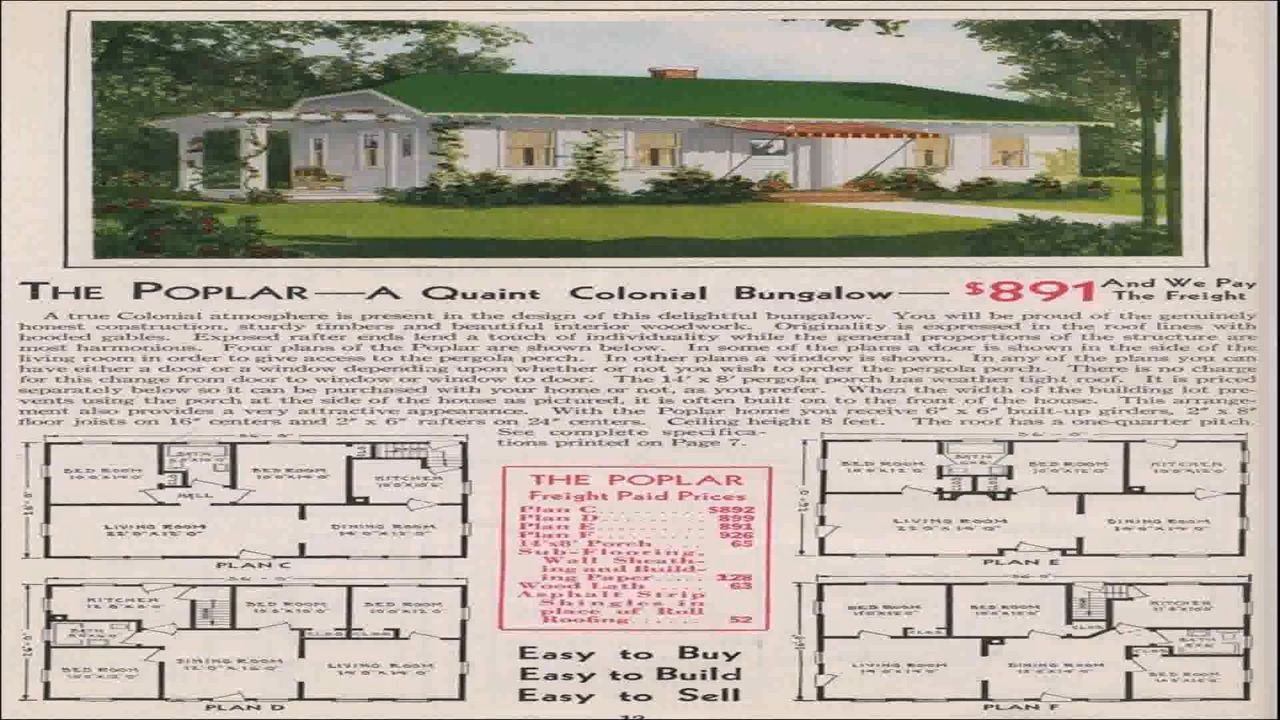 THE POPLAR—A Quaint Colonial Bungalow— $891 And We Pay The Freight
A true Colonial atmosphere is present in the design of this delightful bungalow. You will be proud of the genuinely
honest construction, sturdy timbers and beautiful interior woodwork. Originality is expressed in the roof lines with
hooded gables. Exposed rafter ends lend a touch of individuality while the general proportions of the structure are
most harmonious. Four plans of the Poplar are shown below. In some of the plans a door is shown in the side of the
living room in order to give access to the pergola porch. In other plans a window is shown. In any of the plans you can
have either a door or a window depending upon whether or not you wish to order the pergola porch. There is no charge
for this change from door to window or window to door. The 14' x 8' pergola porch has weather tight roof. It is priced
separately below so it can be purchased with your home or not, as you prefer. When the width of the building lot pre-
vents using the porch at the side of the house as pictured, it is often built on to the front of the house. This arrange-
ment also provides a very attractive appearance. With the Poplar home you receive 6" x 6" built-up girders, 2" x 8"
floor joists on 16" centers and 2" x 6" rafters on 24" centers. Ceiling height 8 feet. The roof has a one-quarter pitch.
See complete specifica-
tions printed on Page 7.
BED ROOM
BATH
BED ROOM
KITCHEN
HALL
LIVING ROOM
DINING ROOM
PLAN C
KITCHEN
BED ROOM
BED ROOM
BATH
CLOS.
CLOS.
BED ROOM
DINING ROOM
LIVING ROOM
PLAN D
THE POPLAR
Freight Paid Prices
Plan C........ $892
Plan D........ 899
Plan E........ 891
Plan F........ 926
14'x8' Porch.. 65
Sub-Flooring,
Wall Sheath-
ing and Build-
ing Paper.... 128
Wood Lath.... 63
Asphalt Strip
Shingles in
place of Roll
Roofing...... 52
Easy to Buy
Easy to Build
Easy to Sell
12
BED ROOM
BATH
BED ROOM
KITCHEN
LIVING ROOM
DINING ROOM
PLAN E
BED ROOM
BED ROOM
KITCHEN
CLOS.
CLOS.
BATH
CLOS.
LIVING ROOM
DINING ROOM
BED ROOM
PLAN F